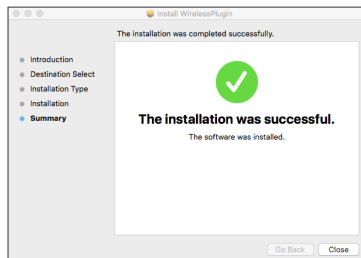 Install WirelessPlugin
The installation was completed successfully.
Introduction
Destination Select
Installation Type
Installation
Summary
The installation was successful.
The software was installed.
Go Back
Close